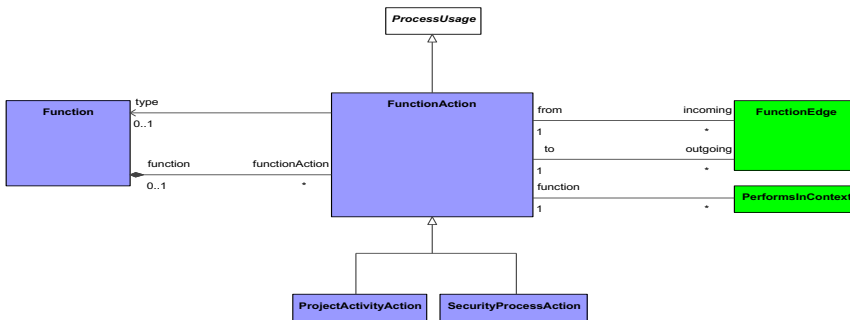 ProcessUsage
Function
type
0..1
function
functionAction
0..1
*
FunctionAction
from
incoming
1
*
to
outgoing
1
*
function
1
*
FunctionEdge
PerformsInContext
ProjectActivityAction
SecurityProcessAction